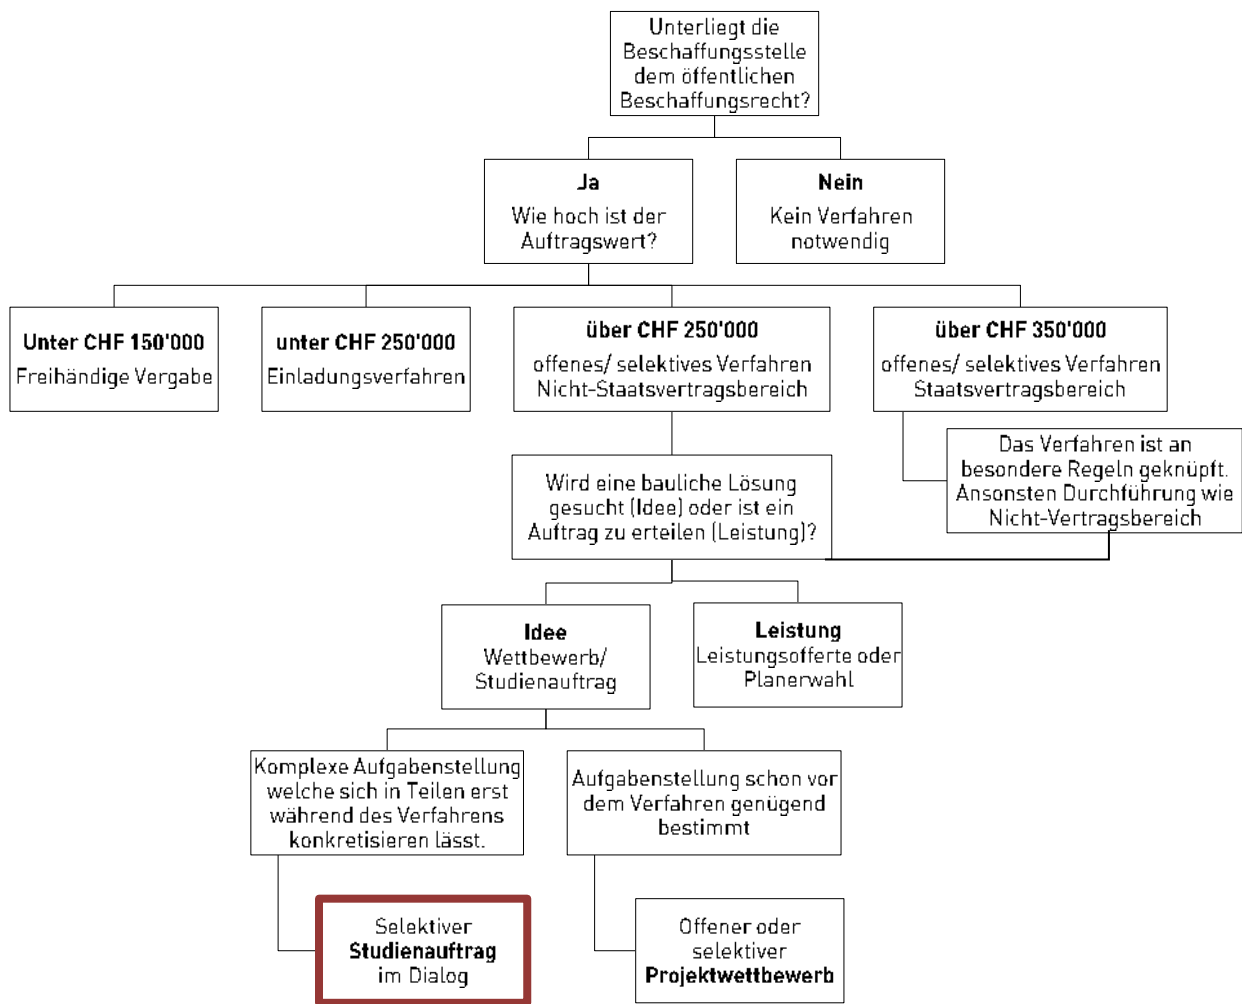 Unterliegt die
Beschaffungsstelle
dem öffentlichen
Beschaffungsrecht?
Ja
Wie hoch ist der
Auftragswert?
Nein
Kein Verfahren
notwendig
Unter CHF 150'000
Freihändige Vergabe
unter CHF 250'000
Einladungsverfahren
über CHF 250'000
offenes/ selektives Verfahren
Nicht-Staatsvertragsbereich
über CHF 350'000
offenes/ selektives Verfahren
Staatsvertragsbereich
Das Verfahren ist an
besondere Regeln geknüpft.
Ansonsten Durchführung wie
Nicht-Vertragsbereich
Wird eine bauliche Lösung
gesucht (Idee) oder ist ein
Auftrag zu erteilen (Leistung)?
Idee
Wettbewerb/
Studienauftrag
Leistung
Leistungsofferte oder
Planerwahl
Komplexe Aufgabenstellung
welche sich in Teilen erst
während des Verfahrens
konkretisieren lässt.
Aufgabenstellung schon vor
dem Verfahren genügend
bestimmt
Selektiver
Studienauftrag
im Dialog
Offener oder
selektiver
Projektwettbewerb